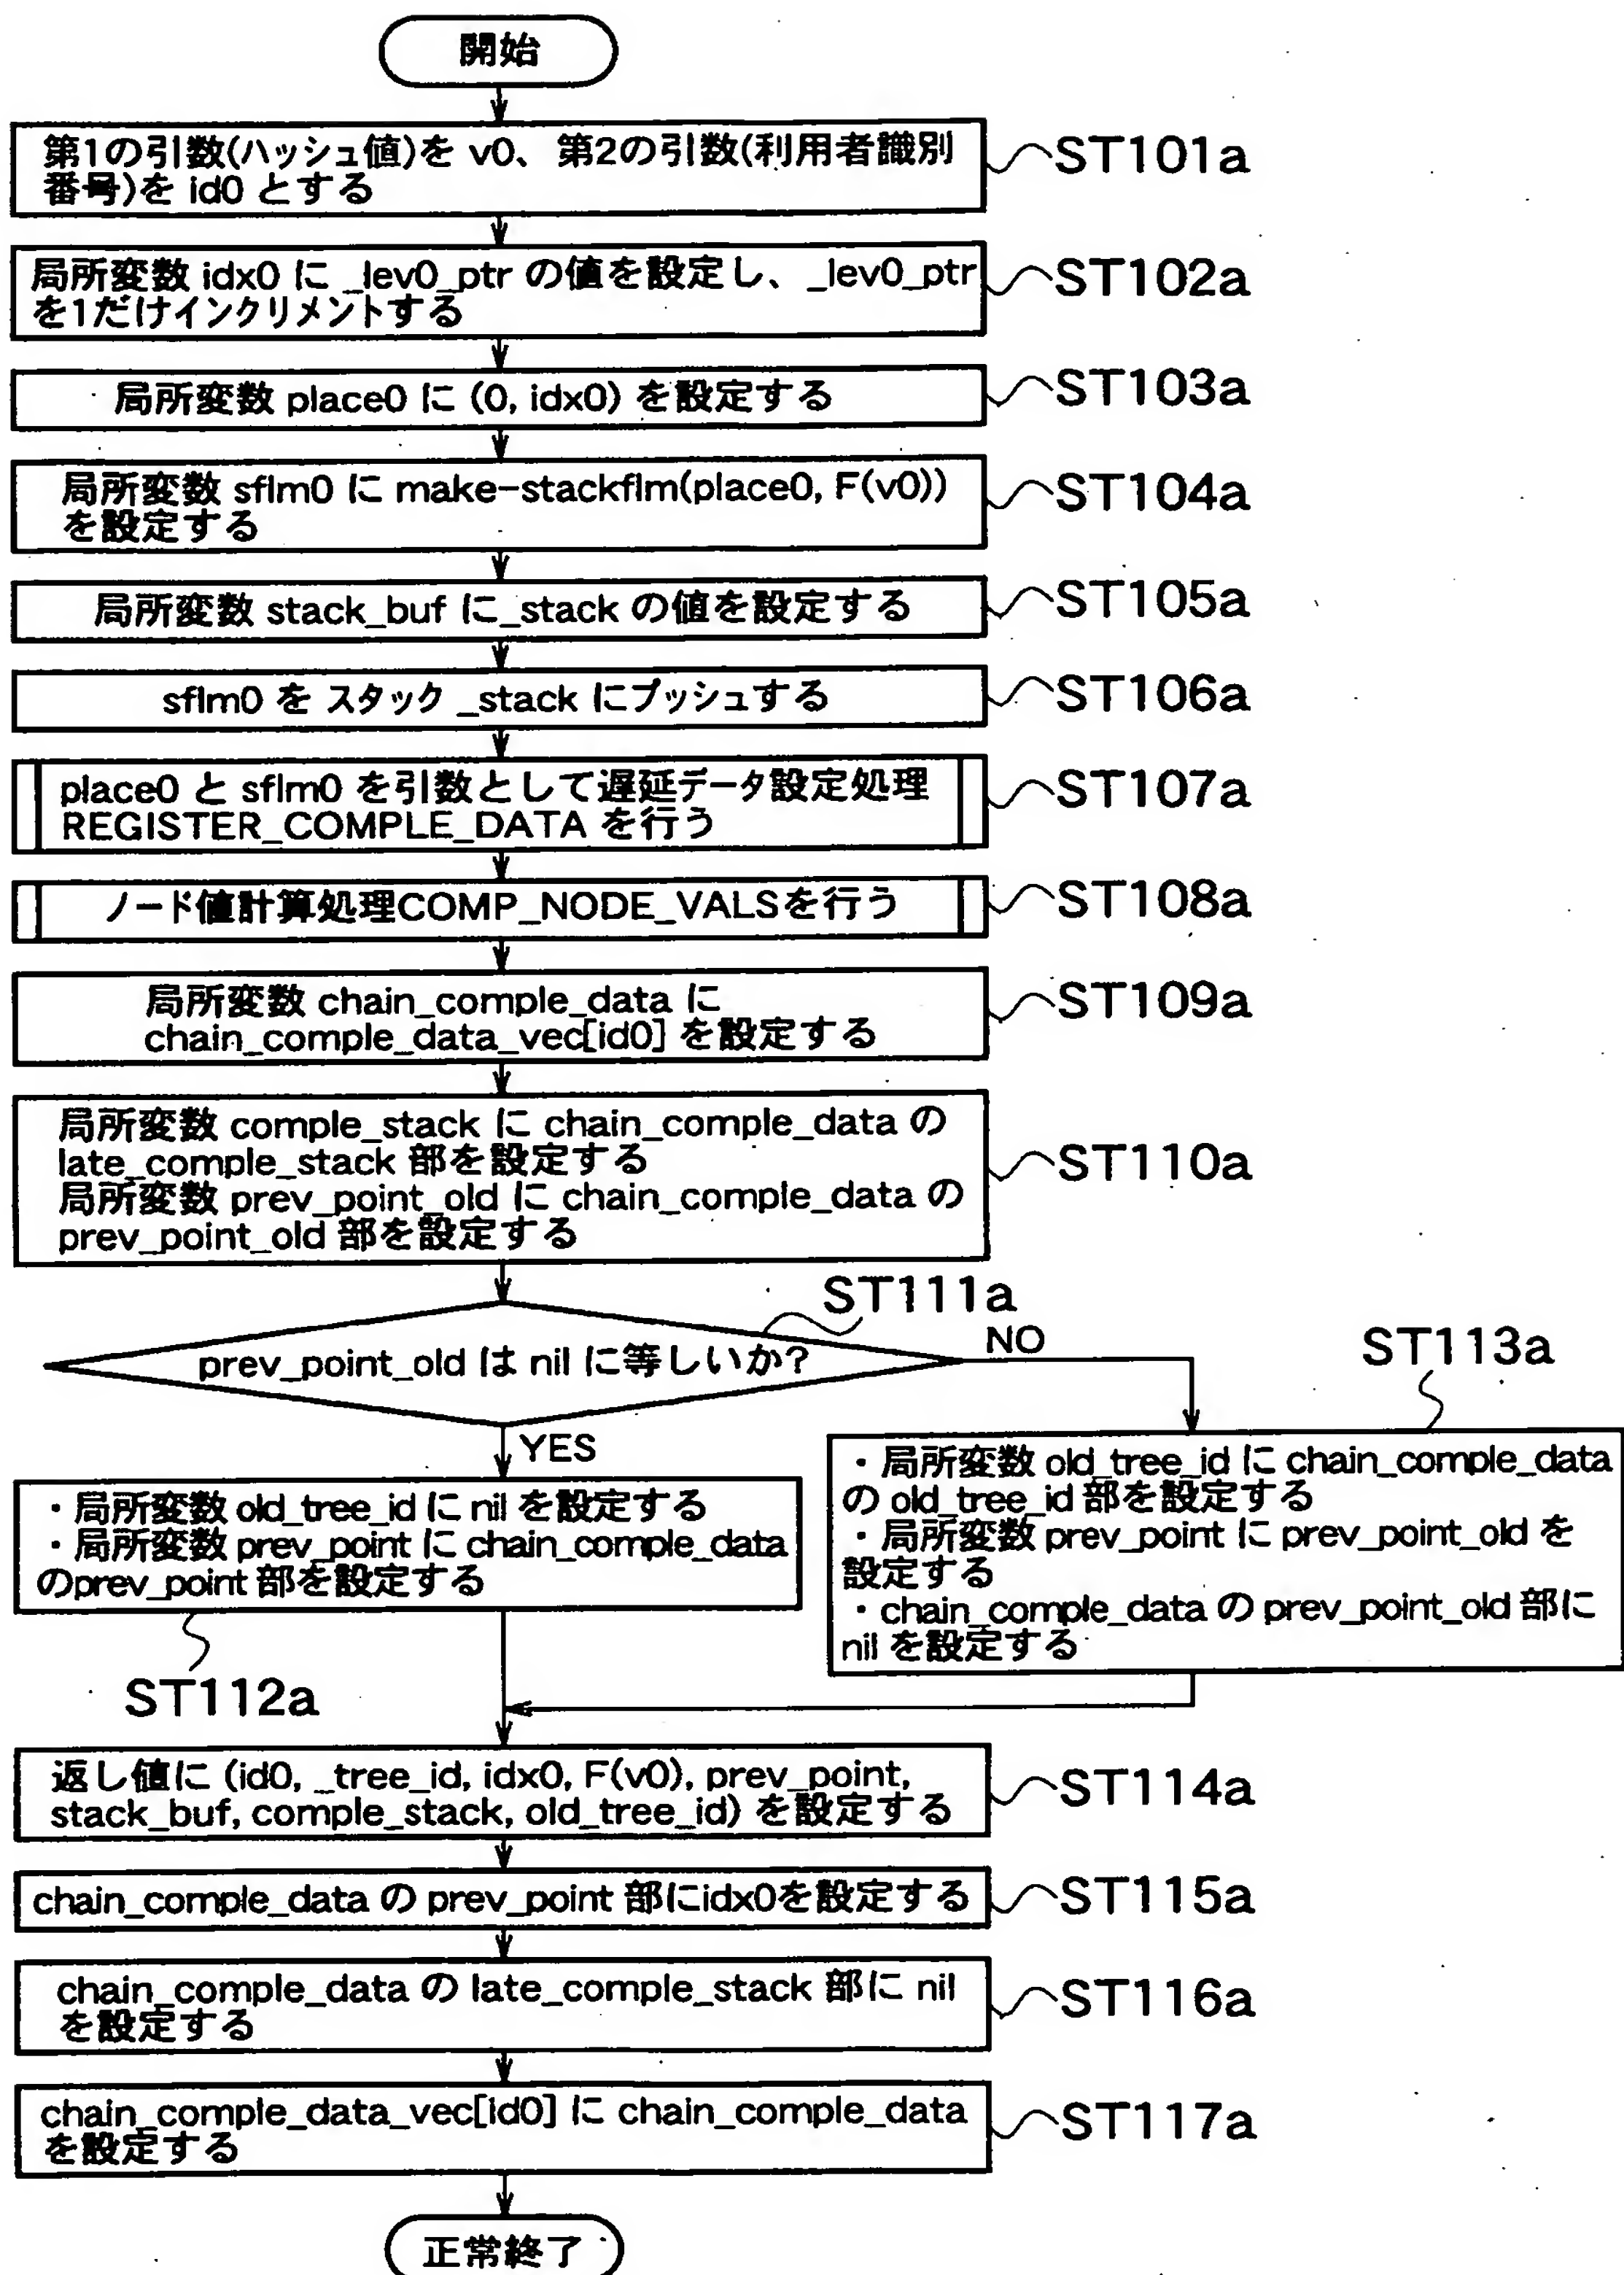 開始
第1の引数(ハッシュ値)を v0、第2の引数(利用者識別
番号)を id0 とする
ST101a
局所変数 idx0 に _lev0_ptr の値を設定し、_lev0_ptr
を1だけインクリメントする
ST102a
局所変数 place0 に (0, idx0) を設定する
ST103a
局所変数 sflm0 に make-stackflm(place0, F(v0))
を設定する
ST104a
局所変数 stack_buf に_stack の値を設定する
ST105a
sflm0 を スタック _stack にプッシュする
ST106a
place0 と sflm0 を引数として遅延データ設定処理
REGISTER_COMPLE_DATA を行う
ST107a
ノード値計算処理COMP_NODE_VALSを行う
ST108a
局所変数 chain_comple_data に
chain_comple_data_vec[id0] を設定する
ST109a
局所変数 comple_stack に chain_comple_data の
late_comple_stack 部を設定する
局所変数 prev_point_old に chain_comple_data の
prev_point_old 部を設定する
ST110a
ST111a
prev_point_old は nil に等しいか?
NO
YES
ST113a
・局所変数 old_tree_id に nil を設定する
・局所変数 prev_point に chain_comple_data
のprev_point 部を設定する
ST112a
・局所変数 old_tree_id に chain_comple_data
の old_tree_id 部を設定する
・局所変数 prev_point に prev_point_old を
設定する
・chain_comple_data の prev_point_old 部に
nil を設定する
返し値に (id0, _tree_id, idx0, F(v0), prev_point,
stack_buf, comple_stack, old_tree_id) を設定する
ST114a
chain_comple_data の prev_point 部にidx0を設定する
ST115a
chain_comple_data の late_comple_stack 部に nil
を設定する
ST116a
chain_comple_data_vec[id0] に chain_comple_data
を設定する
ST117a
正常終了